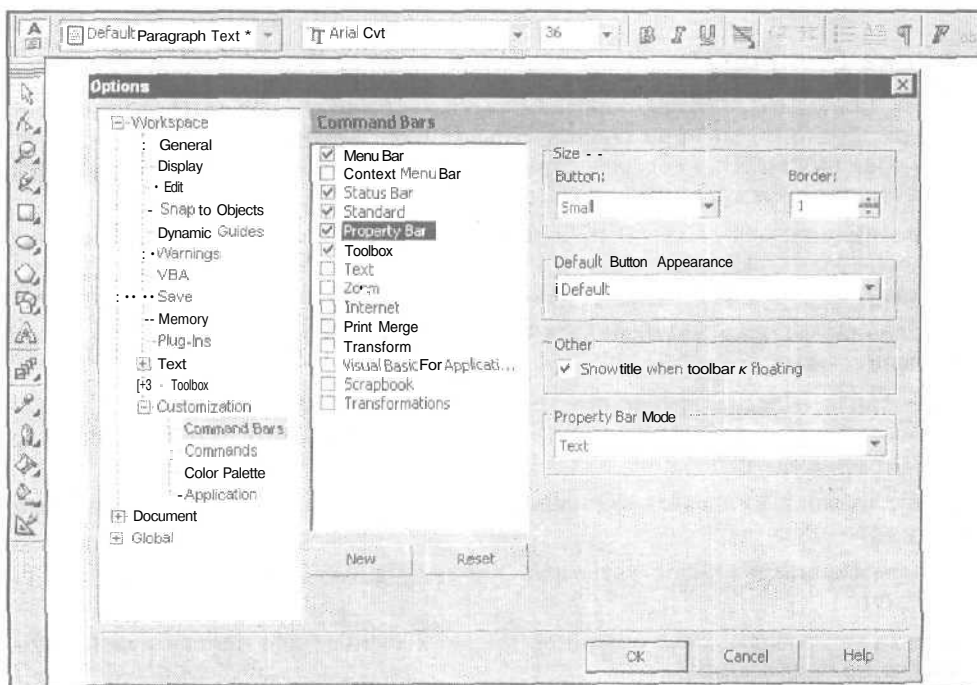 Default Paragraph Text * Arial Cvt 36 B I U
Options
Workspace
General
Display
Edit
Snap to Objects
Dynamic Guides
Warnings
VBA
Save
Memory
Plug-Ins
Text
[+3 Toolbox
Customization
Command Bars
Commands
Color Palette
Application
Document
Global
Command Bars
Menu Bar
Context Menu Bar
Status Bar
Standard
Property Bar
Toolbox
Text
Zoom
Internet
Print Merge
Transform
Visual Basic For Applicati...
Scrapbook
Transformations
New Reset
Size - -
Button: Border:
Small 1
Default Button Appearance
i Default
Other
Show title when toolbar к floating
Property Bar Mode
Text
OK Cancel Help